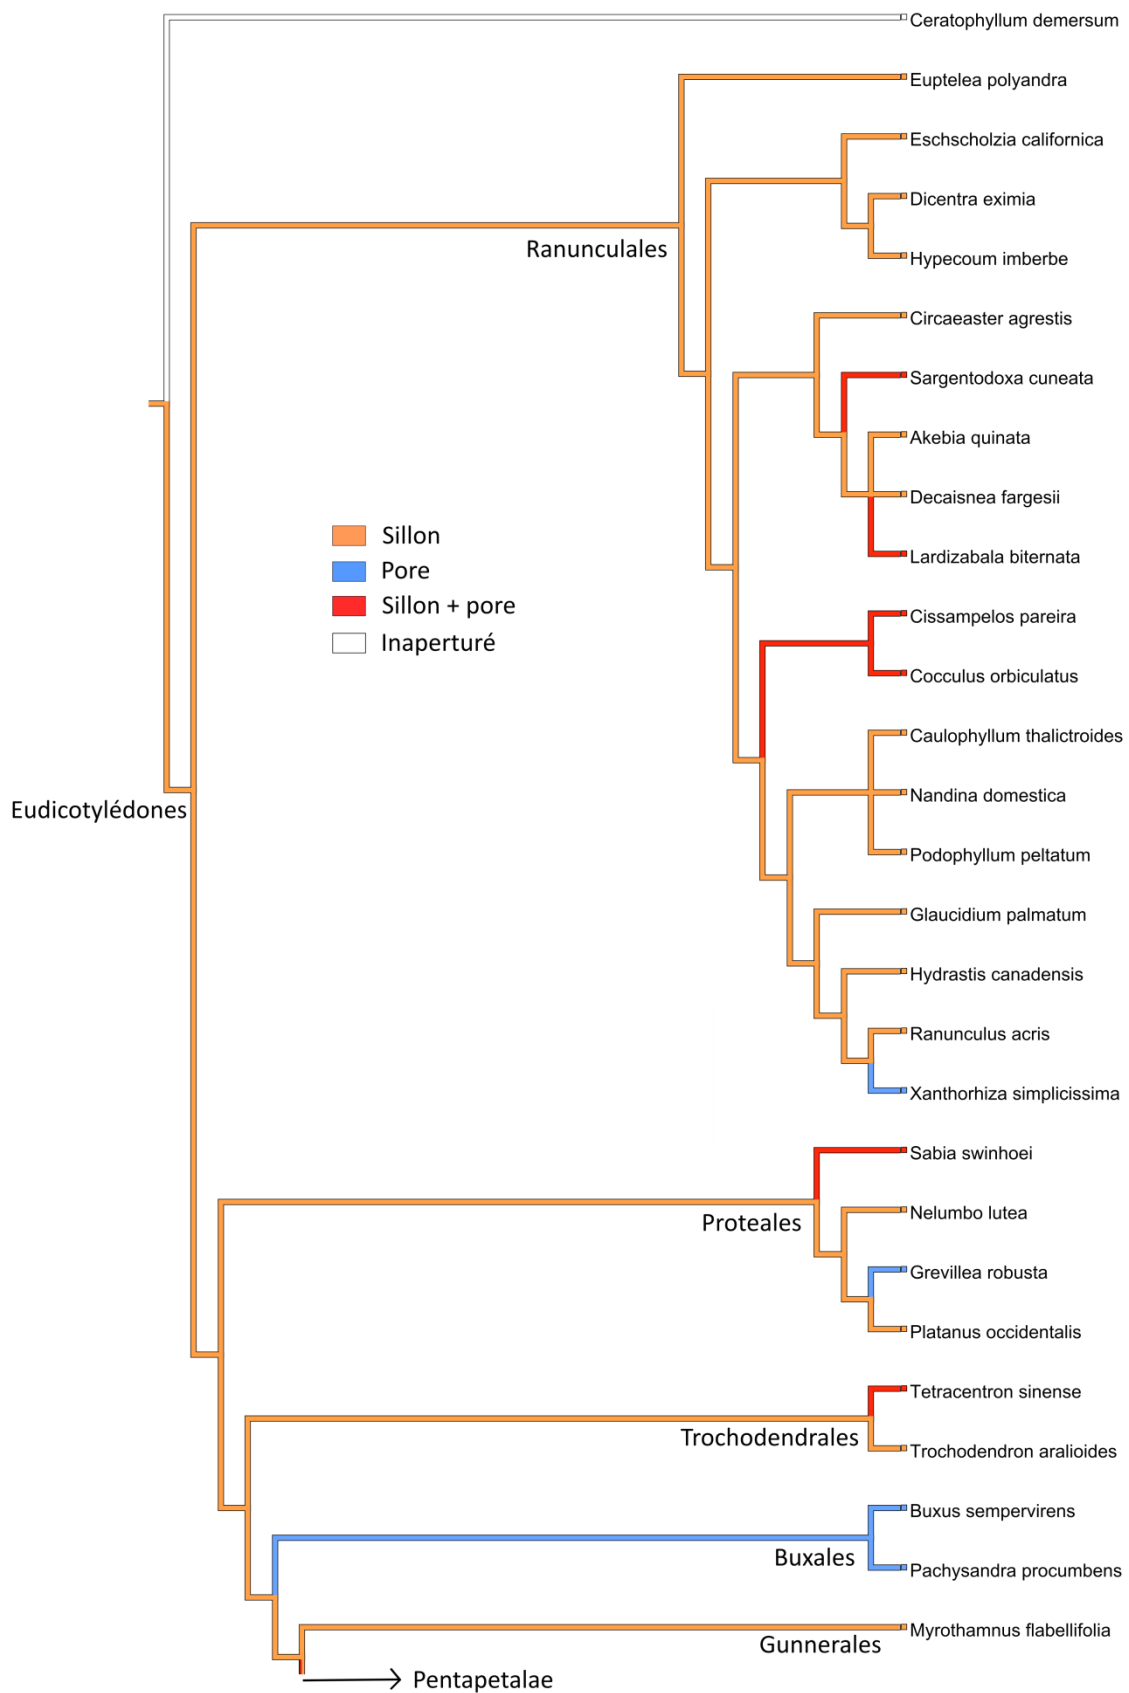 Ceratophyllum demersum
Euptelea polyandra
Eschscholzia californica
Dicentra eximia
Ranunculales
Hypecoum imberbe
Circaeaster agrestis
Sargentodoxa cuneata
Akebia quinata
Decaisnea fargesii
Sillon
Lardizabala biternata
Pore
Sillon + pore
Cissampelos pareira
Inaperturé
Cocculus orbiculatus
Caulophyllum thalictroides
Nandina domestica
Eudicotylédones
Podophyllum peltatum
Glaucidium palmatum
Hydrastis canadensis
Ranunculus acris
Xanthorhiza simplicissima
Sabia swinhoei
Nelumbo lutea
Proteales
Grevillea robusta
Platanus occidentalis
Tetracentron sinense
Trochodendrales
Trochodendron aralioides
Buxus sempervirens
Buxales
Pachysandra procumbens
Myrothamnus flabellifolia
Gunnerales
Pentapetalae